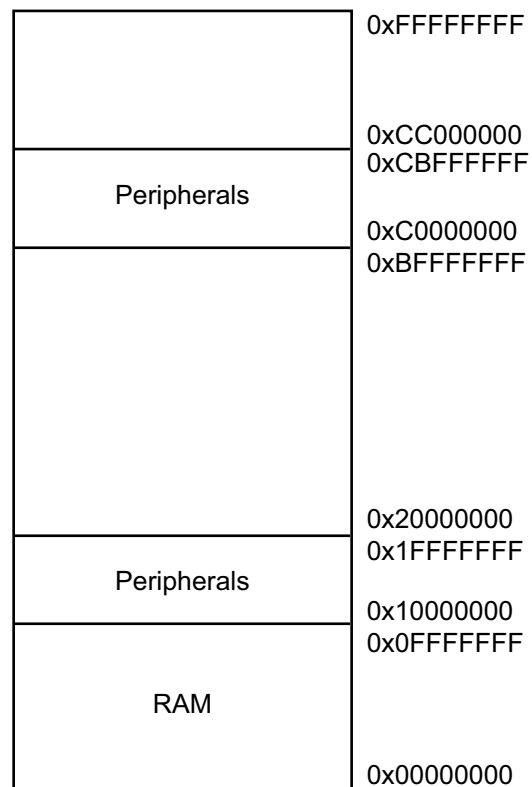 0xFFFFFFFF
0xCC000000
0xCBFFFFFF
Peripherals
0xC0000000
0xBFFFFFFF
0x20000000
0x1FFFFFFF
Peripherals
0x10000000
0x0FFFFFFF
RAM
0x00000000